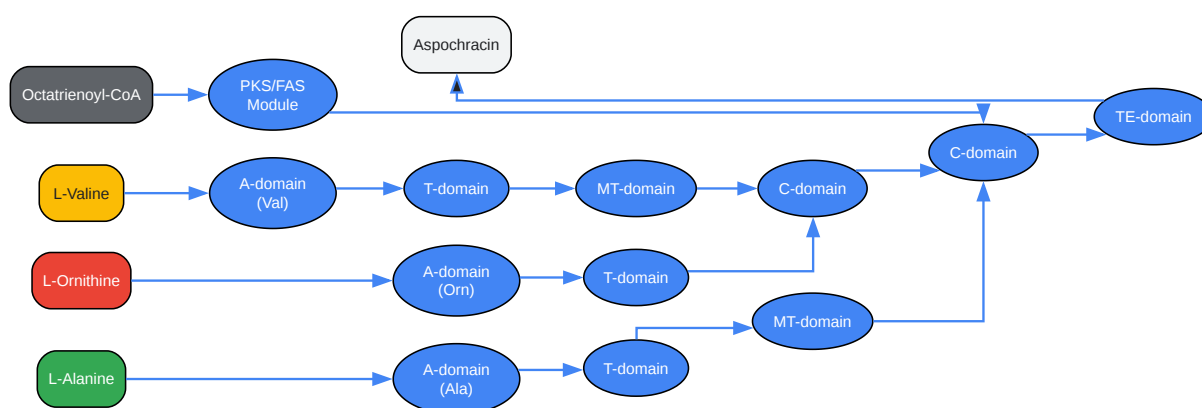 Aspochracin
Octatrienoyl-CoA
PKS/FAS
Module
TE-domain
C-domain
L-Valine
A-domain
(Val)
T-domain
MT-domain
C-domain
L-Ornithine
A-domain
(Orn)
T-domain
MT-domain
L-Alanine
A-domain
(Ala)
T-domain